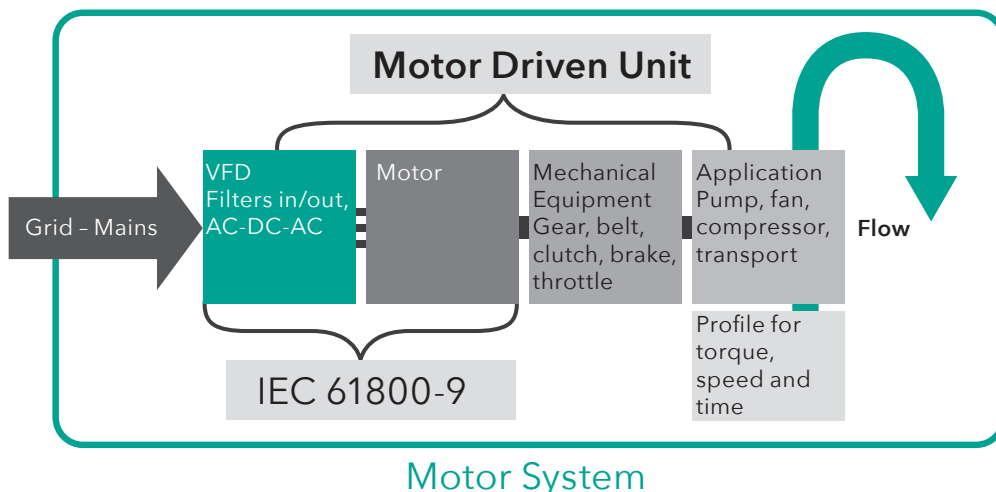 Motor Driven Unit
Grid – Mains
VFD
Filters in/out,
AC-DC-AC
Motor
Mechanical
Equipment
Gear, belt,
clutch, brake,
throttle
Application
Pump, fan,
compressor,
transport
Flow
Profile for
torque,
speed and
time
IEC 61800-9
Motor System